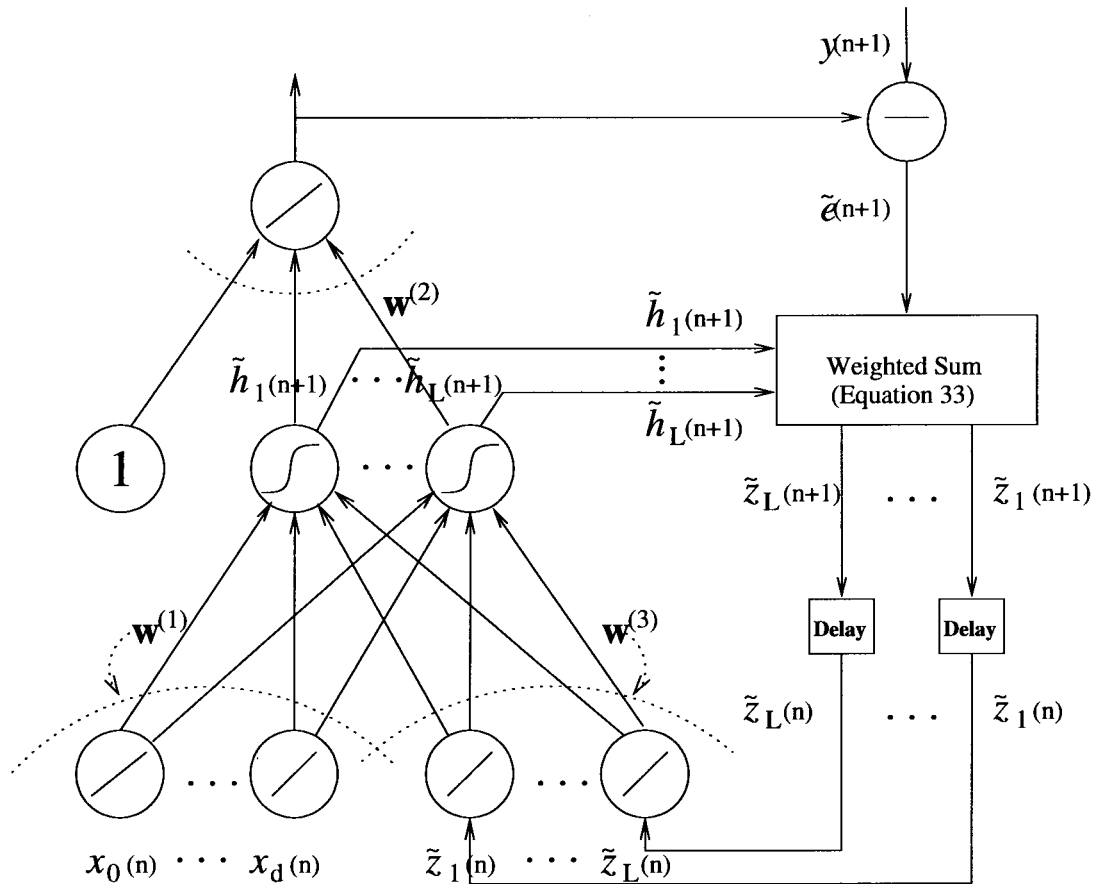 y(n+1)
ẽ(n+1)
w(2)
h̃1(n+1)
h̃1(n+1) ··· h̃L(n+1)
Weighted Sum
(Equation 33)
h̃L(n+1)
1
···
z̃L(n+1) ··· z̃1(n+1)
w(1)
w(3)
Delay
Delay
z̃L(n) ··· z̃1(n)
··· ···
x0(n) ··· xd(n) z̃1(n) ··· z̃L(n)